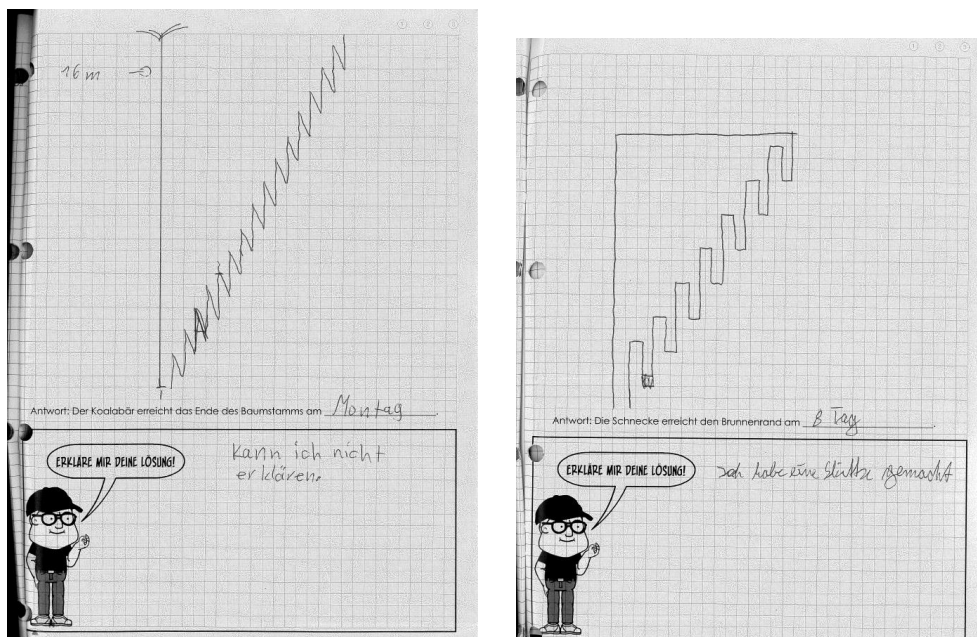 16 m
Antwort: Der Koalabär erreicht das Ende des Baumstamms am Montag.
ERKLÄRE MIR DEINE LÖSUNG!
Kann ich nicht
erklären.
Antwort: Die Schnecke erreicht den Brunnenrand am 8 Tag.
ERKLÄRE MIR DEINE LÖSUNG!
Ich habe eine gemacht